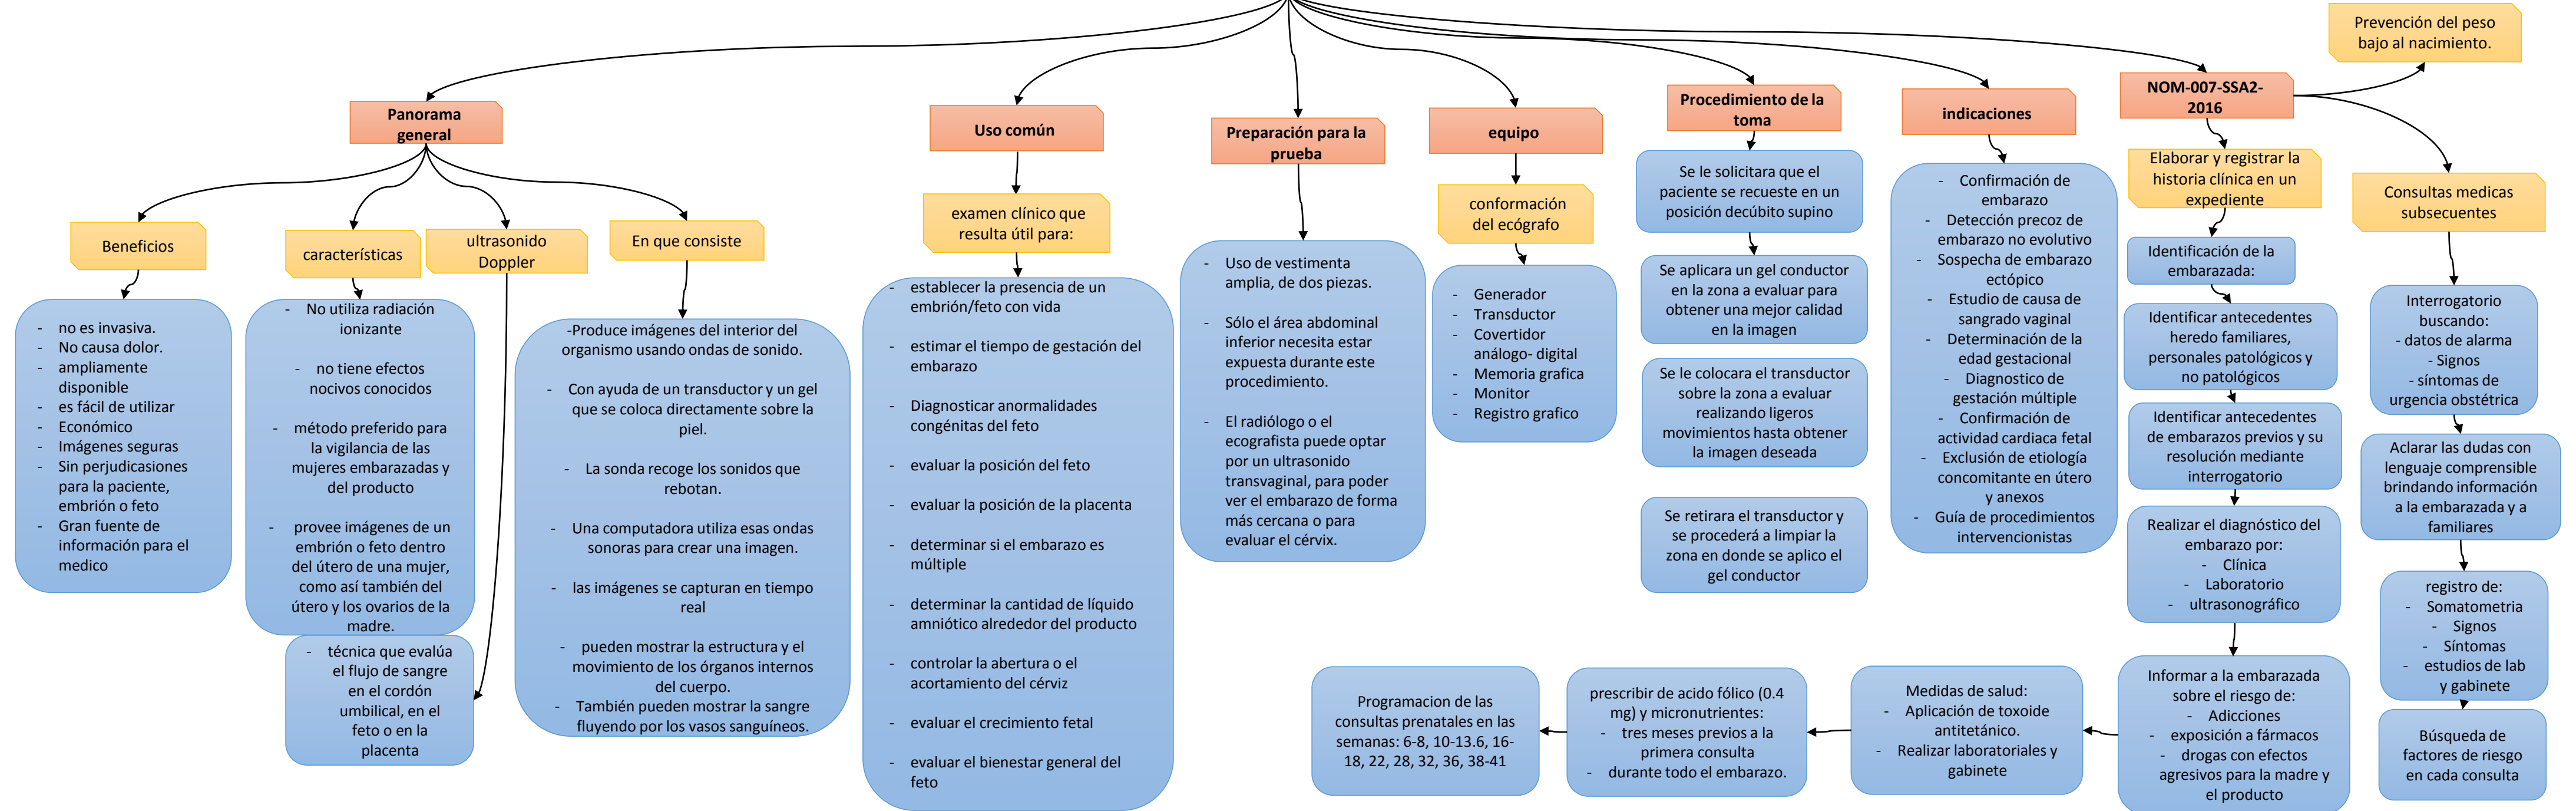 Panorama
general
Beneficios
- no es invasiva.
- No causa dolor.
- ampliamente
disponible
- es fácil de utilizar
- Económico
- Imágenes seguras
- Sin perjudicasiones
para la paciente,
embrión o feto
- Gran fuente de
información para el
medico
características
- No utiliza radiación
ionizante
- no tiene efectos
nocivos conocidos
- método preferido para
la vigilancia de las
mujeres embarazadas y
del producto
- provee imágenes de un
embrión o feto dentro
del útero de una mujer,
como así también del
útero y los ovarios de la
madre.
ultrasonido
Doppler
- técnica que evalúa
el flujo de sangre
en el cordón
umbilical, en el
feto o en la
placenta
En que consiste
-Produce imágenes del interior del
organismo usando ondas de sonido.
- Con ayuda de un transductor y un gel
que se coloca directamente sobre la
piel.
- La sonda recoge los sonidos que
rebotan.
- Una computadora utiliza esas ondas
sonoras para crear una imagen.
- las imágenes se capturan en tiempo
real
- pueden mostrar la estructura y el
movimiento de los órganos internos
del cuerpo.
- También pueden mostrar la sangre
fluyendo por los vasos sanguíneos.
Uso común
examen clínico que
resulta útil para:
- establecer la presencia de un
embrión/feto con vida
- estimar el tiempo de gestación del
embarazo
- Diagnosticar anormalidades
congénitas del feto
- evaluar la posición del feto
- evaluar la posición de la placenta
- determinar si el embarazo es
múltiple
- determinar la cantidad de líquido
amniótico alrededor del producto
- controlar la abertura o el
acortamiento del cérviz
- evaluar el crecimiento fetal
- evaluar el bienestar general del
feto
Preparación para la
prueba
- Uso de vestimenta
amplia, de dos piezas.
- Sólo el área abdominal
inferior necesita estar
expuesta durante este
procedimiento.
- El radiólogo o el
ecografista puede optar
por un ultrasonido
transvaginal, para poder
ver el embarazo de forma
más cercana o para
evaluar el cérvix.
equipo
conformación
del ecógrafo
- Generador
- Transductor
- Covertidor
análogo- digital
- Memoria grafica
- Monitor
- Registro grafico
Procedimiento de la
toma
Se le solicitara que el
paciente se recueste en un
posición decúbito supino
Se aplicara un gel conductor
en la zona a evaluar para
obtener una mejor calidad
en la imagen
Se le colocara el transductor
sobre la zona a evaluar
realizando ligeros
movimientos hasta obtener
la imagen deseada
Se retirara el transductor y
se procederá a limpiar la
zona en donde se aplico el
gel conductor
indicaciones
- Confirmación de
embarazo
- Detección precoz de
embarazo no evolutivo
- Sospecha de embarazo
ectópico
- Estudio de causa de
sangrado vaginal
- Determinación de la
edad gestacional
- Diagnostico de
gestación múltiple
- Confirmación de
actividad cardiaca fetal
- Exclusión de etiología
concomitante en útero
y anexos
- Guía de procedimientos
intervencionistas
NOM-007-SSA2-
2016
Prevención del peso
bajo al nacimiento.
Elaborar y registrar la
historia clínica en un
expediente
Identificación de la
embarazada:
Identificar antecedentes
heredo familiares,
personales patológicos y
no patológicos
Identificar antecedentes
de embarazos previos y su
resolución mediante
interrogatorio
Realizar el diagnóstico del
embarazo por:
- Clínica
- Laboratorio
- ultrasonográfico
Informar a la embarazada
sobre el riesgo de:
- Adicciones
- exposición a fármacos
- drogas con efectos
agresivos para la madre y
el producto
Medidas de salud:
- Aplicación de toxoide
antitetánico.
- Realizar laboratoriales y
gabinete
prescribir de acido fólico (0.4
mg) y micronutrientes:
- tres meses previos a la
primera consulta
- durante todo el embarazo.
Programacion de las
consultas prenatales en las
semanas: 6-8, 10-13.6, 16-
18, 22, 28, 32, 36, 38-41
Consultas medicas
subsecuentes
Interrogatorio
buscando:
- datos de alarma
- Signos
- síntomas de
urgencia obstétrica
Aclarar las dudas con
lenguaje comprensible
brindando información
a la embarazada y a
familiares
registro de:
- Somatometria
- Signos
- Síntomas
- estudios de lab
y gabinete
Búsqueda de
factores de riesgo
en cada consulta